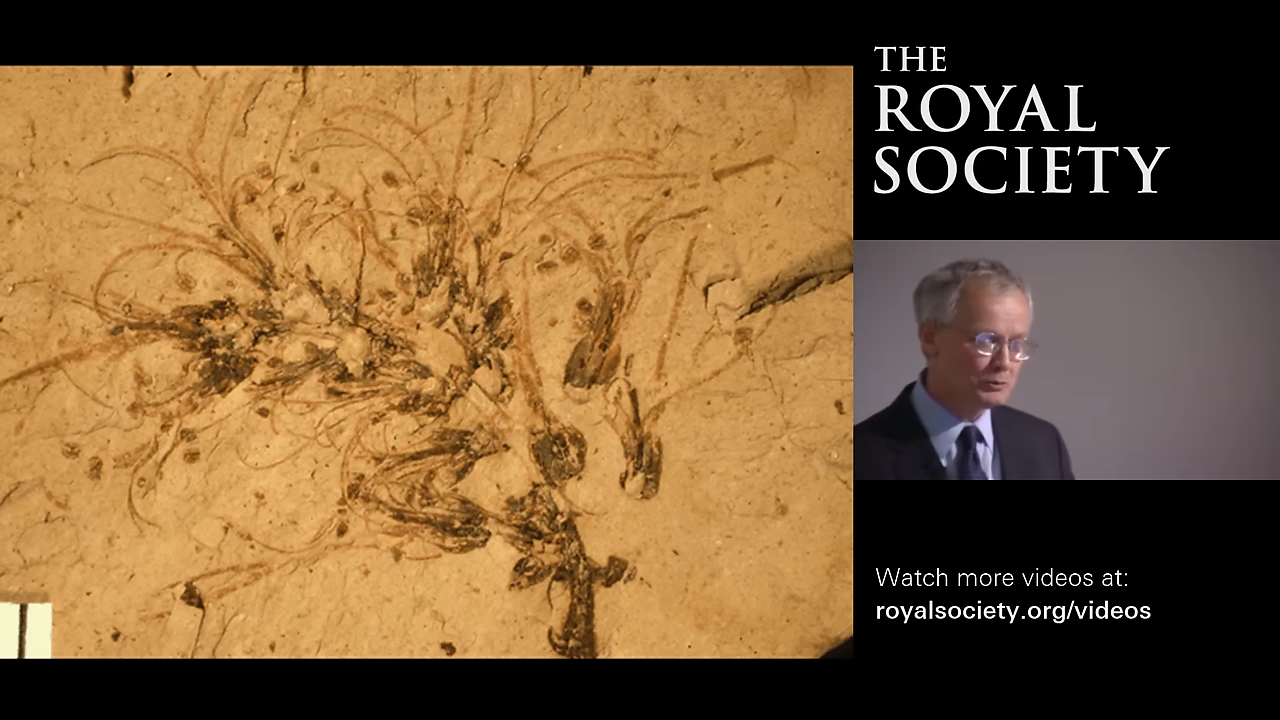 THE
ROYAL
SOCIETY
Watch more videos at:
royalsociety.org/videos